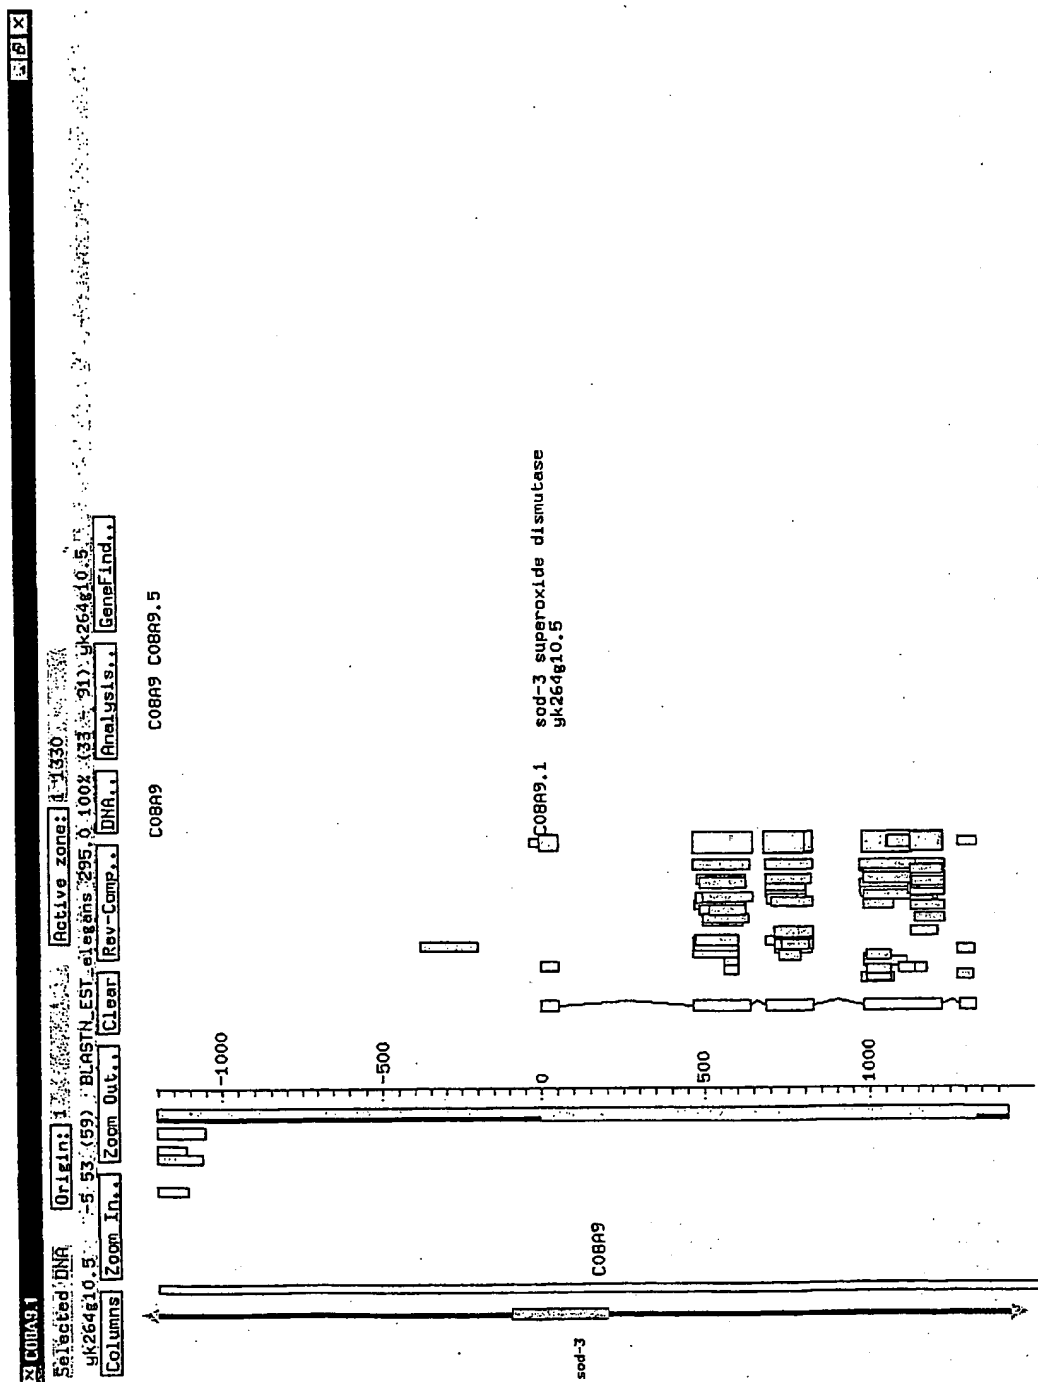 C08A9.1
Selected DNA Origin: 1 Active zone: 1 1330
yk264g10.5 -5 53 (59) BLASTN_EST_elegans 295.0 100% (33 - 91) yk264g10.5
Columns Zoom In.. Zoom Out.. Clear Rev-Comp.. DNA.. Analysis.. GeneFind..
C08A9 C08A9 C08A9.5
-1000
-500
0
C08A9.1 sod-3 superoxide dismutase
yk264g10.5
C08A9
sod-3
500
1000